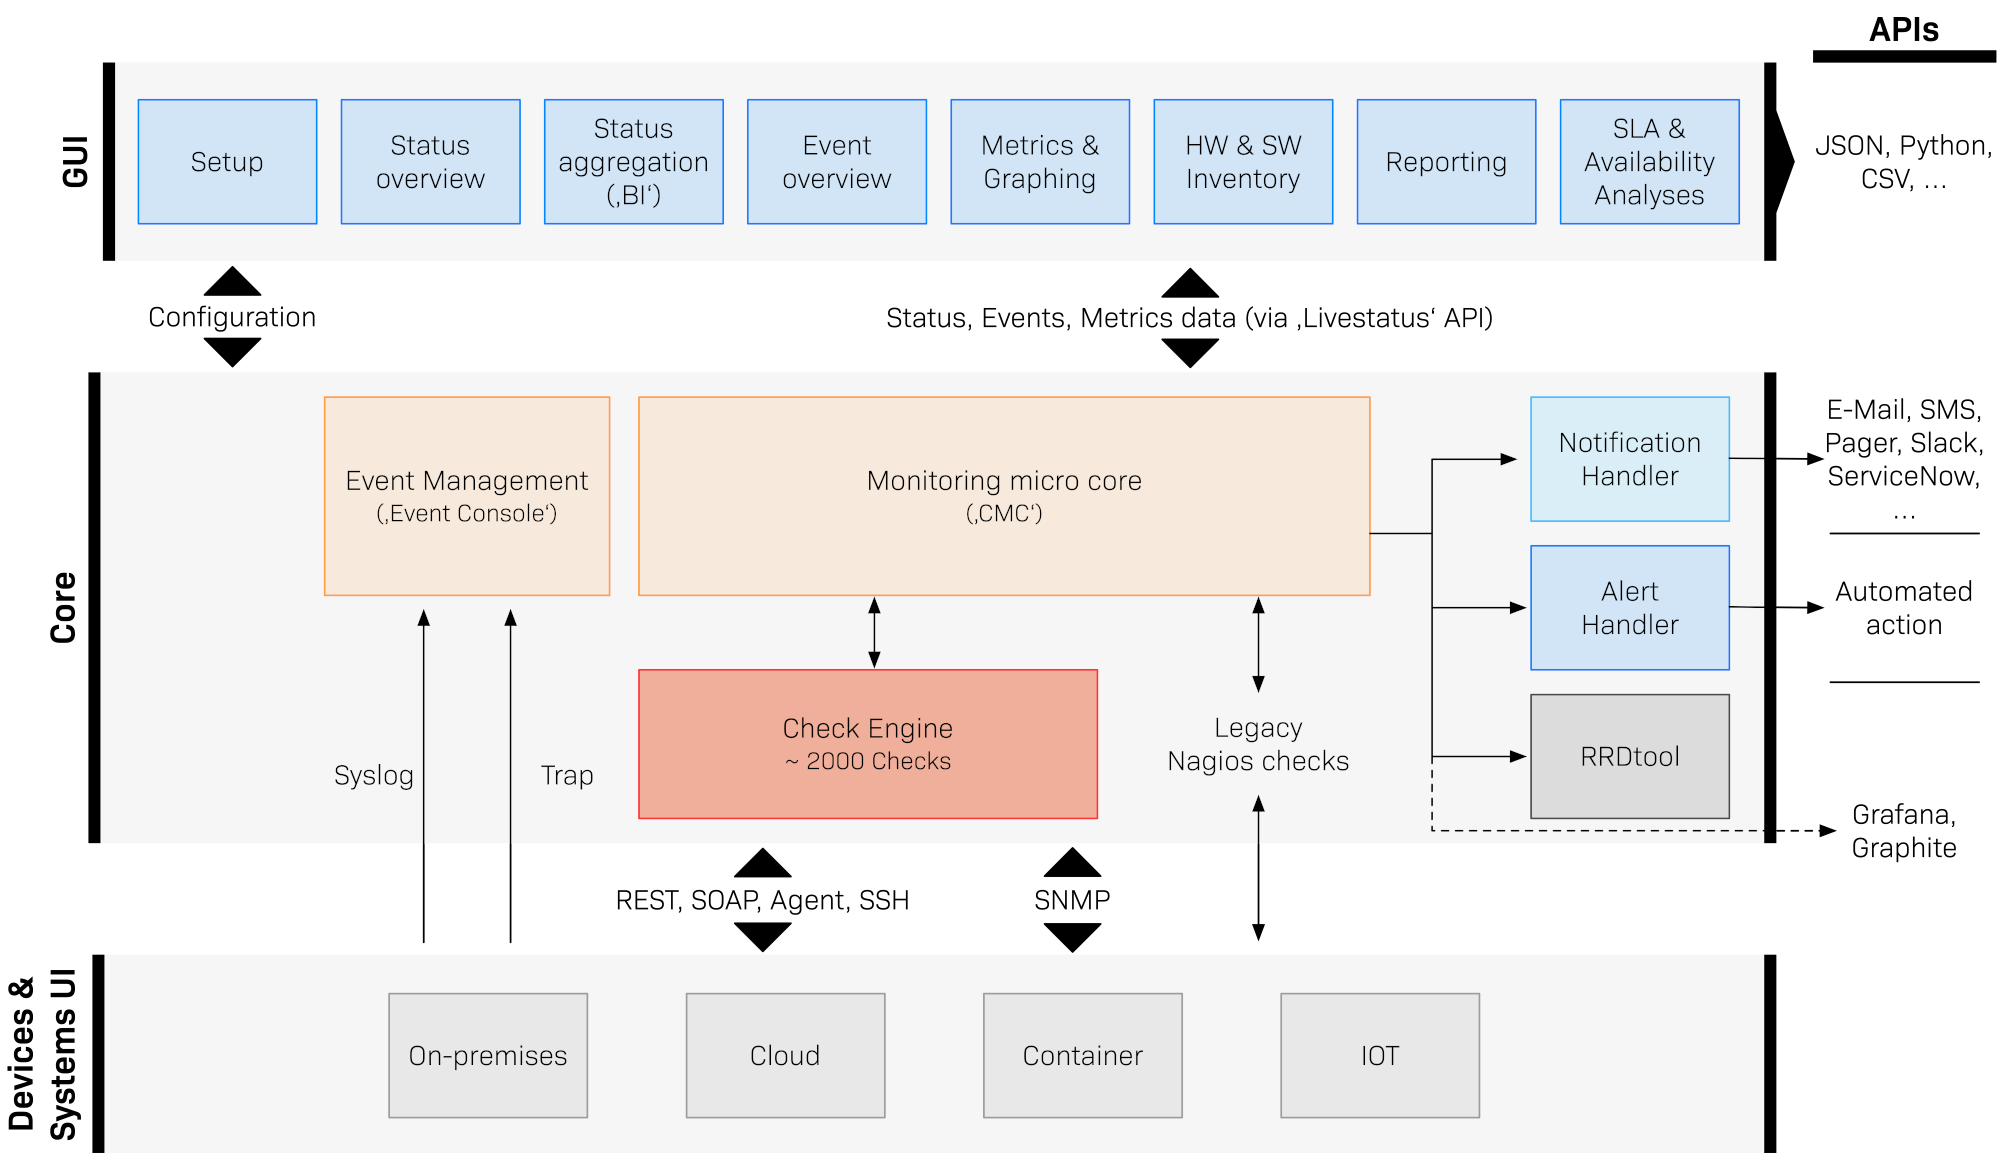 APIs
GUI
Setup
Status
overview
Status
aggregation
(‚BI‘)
Event
overview
Metrics &
Graphing
HW & SW
Inventory
Reporting
SLA &
Availability
Analyses
JSON, Python,
CSV, ...
Configuration
Status, Events, Metrics data (via ‚Livestatus‘ API)
Core
Event Management
(‚Event Console‘)
Monitoring micro core
(‚CMC‘)
Notification
Handler
E-Mail, SMS,
Pager, Slack,
ServiceNow,
...
Alert
Handler
Automated
action
Check Engine
~ 2000 Checks
Legacy
Nagios checks
RRDtool
Syslog
Trap
Grafana,
Graphite
REST, SOAP, Agent, SSH
SNMP
Devices &
Systems UI
On-premises
Cloud
Container
IOT